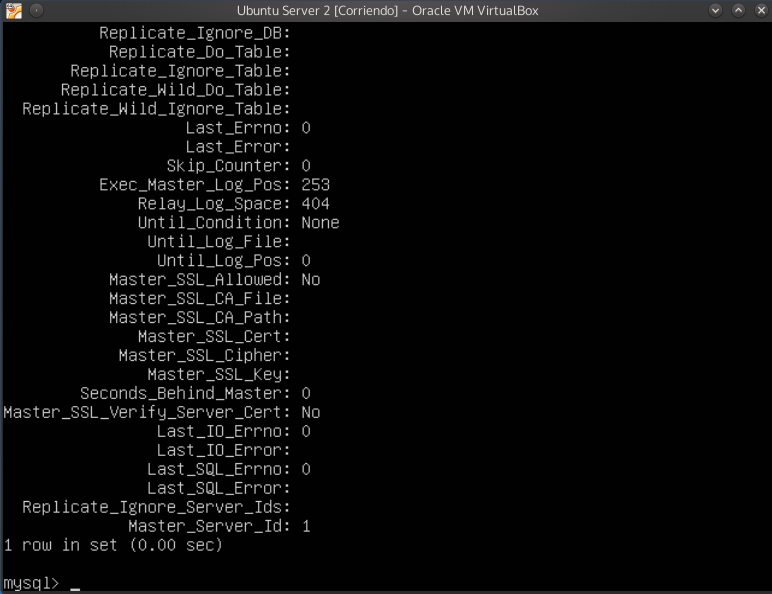 Ubuntu Server 2 [Corriendo] - Oracle VM VirtualBox
Replicate_Ignore_DB:
Replicate_Do_Table:
Replicate_Ignore_Table:
Replicate_Wild_Do_Table:
Replicate_Wild_Ignore_Table:
Last_Errno: 0
Last_Error:
Skip_Counter: 0
Exec_Master_Log_Pos: 253
Relay_Log_Space: 404
Until_Condition: None
Until_Log_File:
Until_Log_Pos: 0
Master_SSL_Allowed: No
Master_SSL_CA_File:
Master_SSL_CA_Path:
Master_SSL_Cert:
Master_SSL_Cipher:
Master_SSL_Key:
Seconds_Behind_Master: 0
Master_SSL_Verify_Server_Cert: No
Last_IO_Errno: 0
Last_IO_Error:
Last_SQL_Errno: 0
Last_SQL_Error:
Replicate_Ignore_Server_Ids:
Master_Server_Id: 1
1 row in set (0.00 sec)
mysql> _